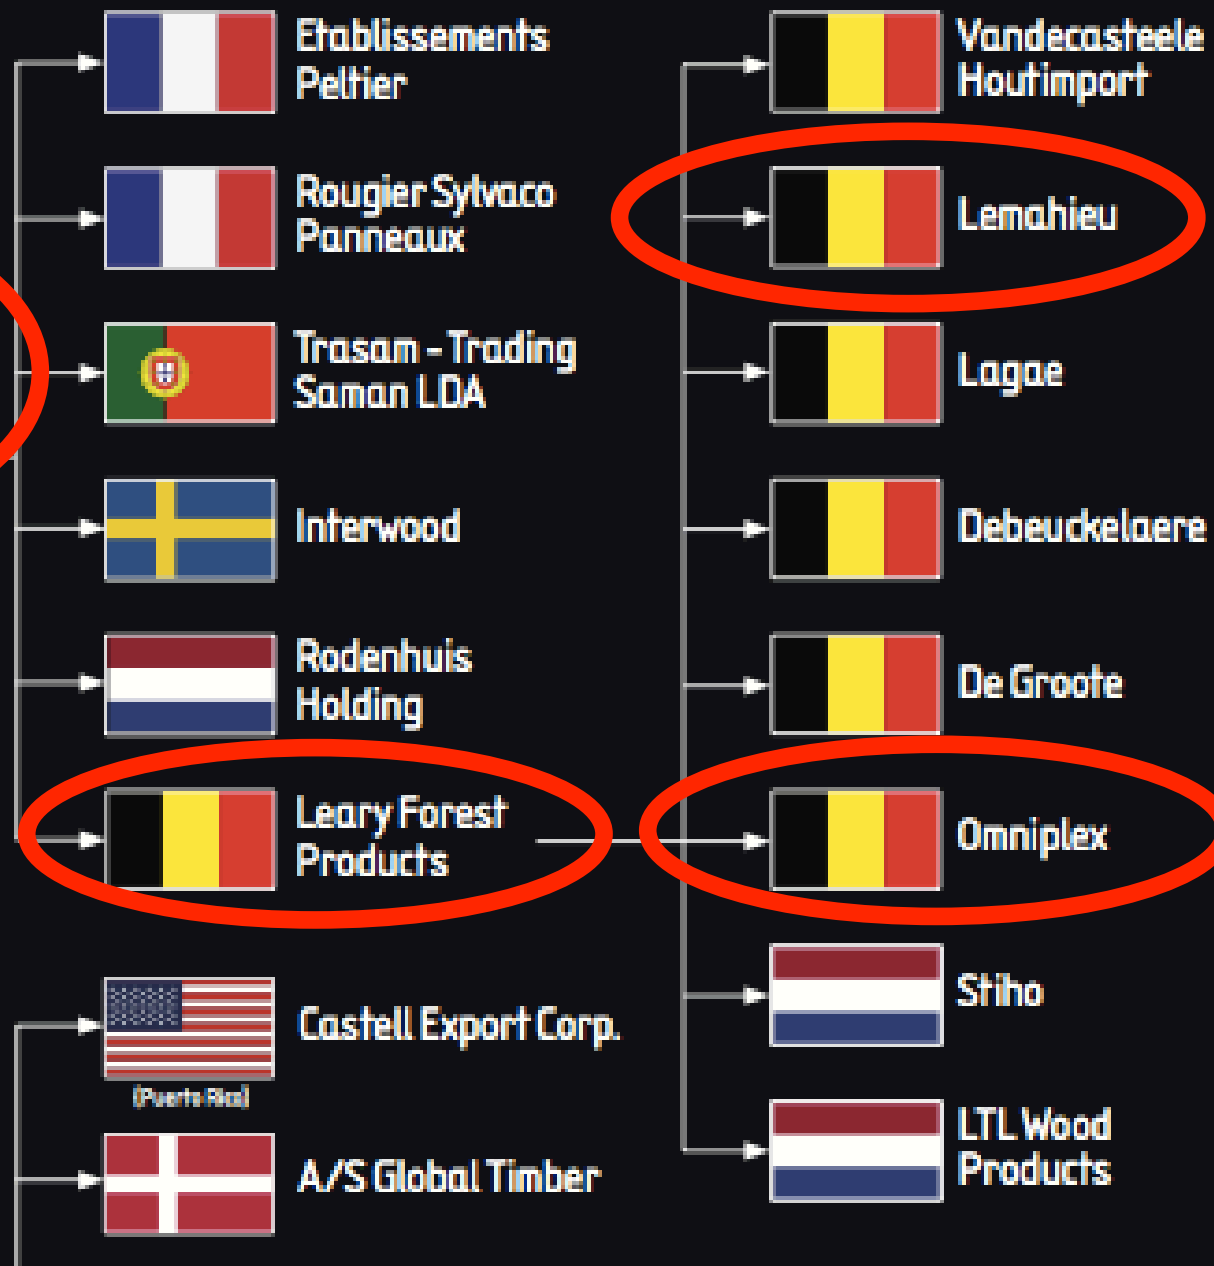 Etablissements
Peltier
Rougier Sylvaco
Panneaux
Trasam - Trading
Saman LDA
Interwood
Rodenhuis
Holding
Leary Forest
Products
Castell Export Corp.
(Puerto Rico)
A/S Global Timber
Vandecasteele
Houtimport
Lemahieu
Lagae
Debeuckelaere
De Groote
Omniplex
Stiho
LTL Wood
Products